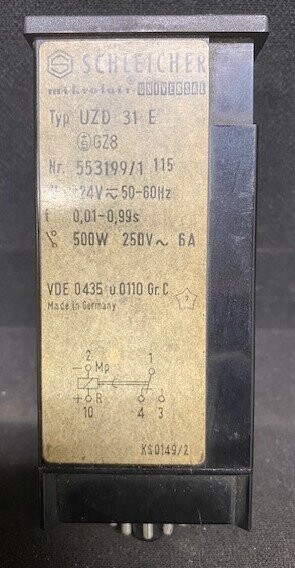 S SCHLEICHER
mikrolais UNIVERSAL
Typ UZD 31 E
S GZ8
Nr. 553199/1 115
24V ⎓~ 50-60Hz
t 0,01-0,99s
500W 250V~ 6A
VDE 0435 u 0110 Gr.C
Made in Germany
2 1
− Mp
+ R
10 4 3
KS0149/2